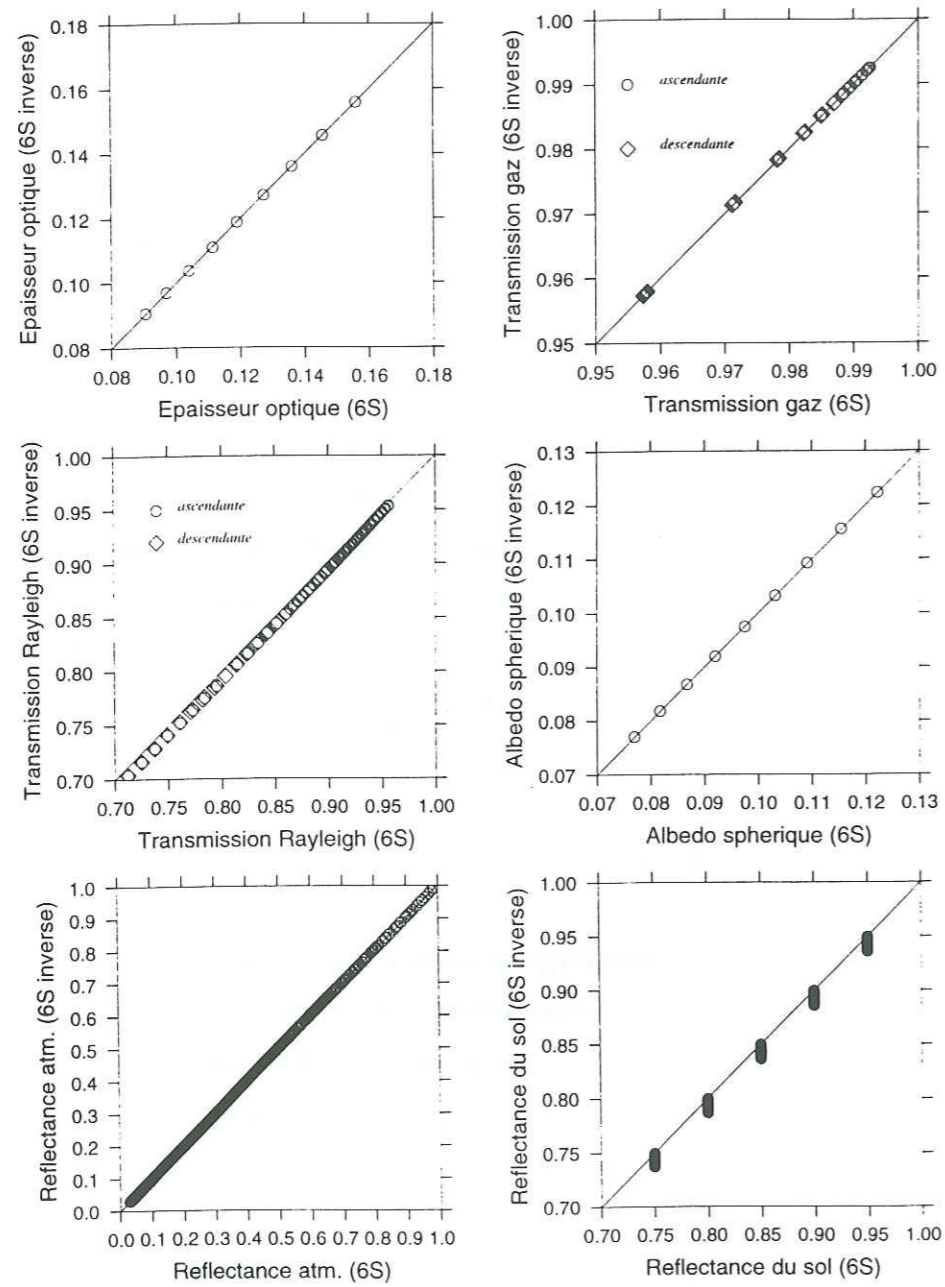 Epaisseur optique (6S inverse)
0.18
0.16
0.14
0.12
0.10
0.08
0.08 0.10 0.12 0.14 0.16 0.18
Epaisseur optique (6S)
Transmission gaz (6S inverse)
1.00
0.99
0.98
0.97
0.96
0.95
ascendante
descendante
0.95 0.96 0.97 0.98 0.99 1.00
Transmission gaz (6S)
Transmission Rayleigh (6S inverse)
1.00
0.95
0.90
0.85
0.80
0.75
0.70
ascendante
descendante
0.70 0.75 0.80 0.85 0.90 0.95 1.00
Transmission Rayleigh (6S)
Albedo spherique (6S inverse)
0.13
0.12
0.11
0.10
0.09
0.08
0.07
0.07 0.08 0.09 0.10 0.11 0.12 0.13
Albedo spherique (6S)
Reflectance atm. (6S inverse)
1.0
0.9
0.8
0.7
0.6
0.5
0.4
0.3
0.2
0.1
0.0
0.0 0.1 0.2 0.3 0.4 0.5 0.6 0.7 0.8 0.9 1.0
Reflectance atm. (6S)
Reflectance du sol (6S inverse)
1.00
0.95
0.90
0.85
0.80
0.75
0.70
0.70 0.75 0.80 0.85 0.90 0.95 1.00
Reflectance du sol (6S)